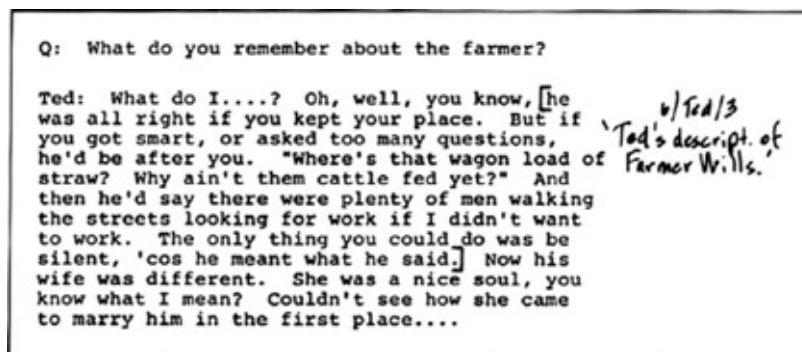 Q: What do you remember about the farmer?
Ted: What do I....? Oh, well, you know, [he
was all right if you kept your place. But if
you got smart, or asked too many questions,
he'd be after you. "Where's that wagon load of
straw? Why ain't them cattle fed yet?" And
then he'd say there were plenty of men walking
the streets looking for work if I didn't want
to work. The only thing you could do was be
silent, 'cos he meant what he said.] Now his
wife was different. She was a nice soul, you
know what I mean? Couldn't see how she came
to marry him in the first place....
6/Ted/3
'Ted's descript. of
Farmer Wills.'